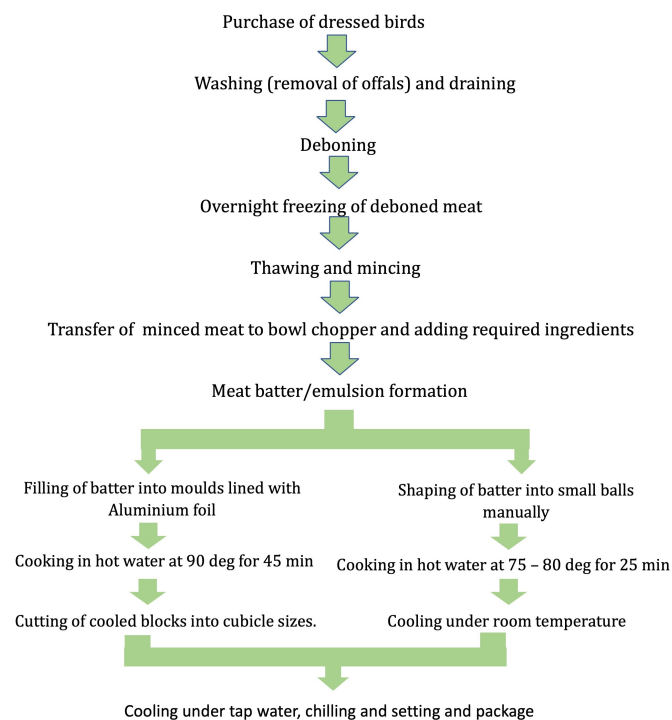 Purchase of dressed birds
Washing (removal of offals) and draining
Deboning
Overnight freezing of deboned meat
Thawing and mincing
Transfer of minced meat to bowl chopper and adding required ingredients
Meat batter/emulsion formation
Filling of batter into moulds lined with
Aluminium foil
Cooking in hot water at 90 deg for 45 min
Cutting of cooled blocks into cubicle sizes.
Shaping of batter into small balls
manually
Cooking in hot water at 75 – 80 deg for 25 min
Cooling under room temperature
Cooling under tap water, chilling and setting and package